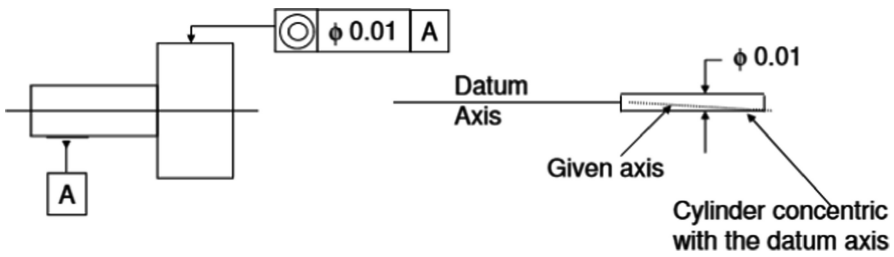 ϕ 0.01 A
A
ϕ 0.01
Datum
Axis
Given axis
Cylinder concentric
with the datum axis